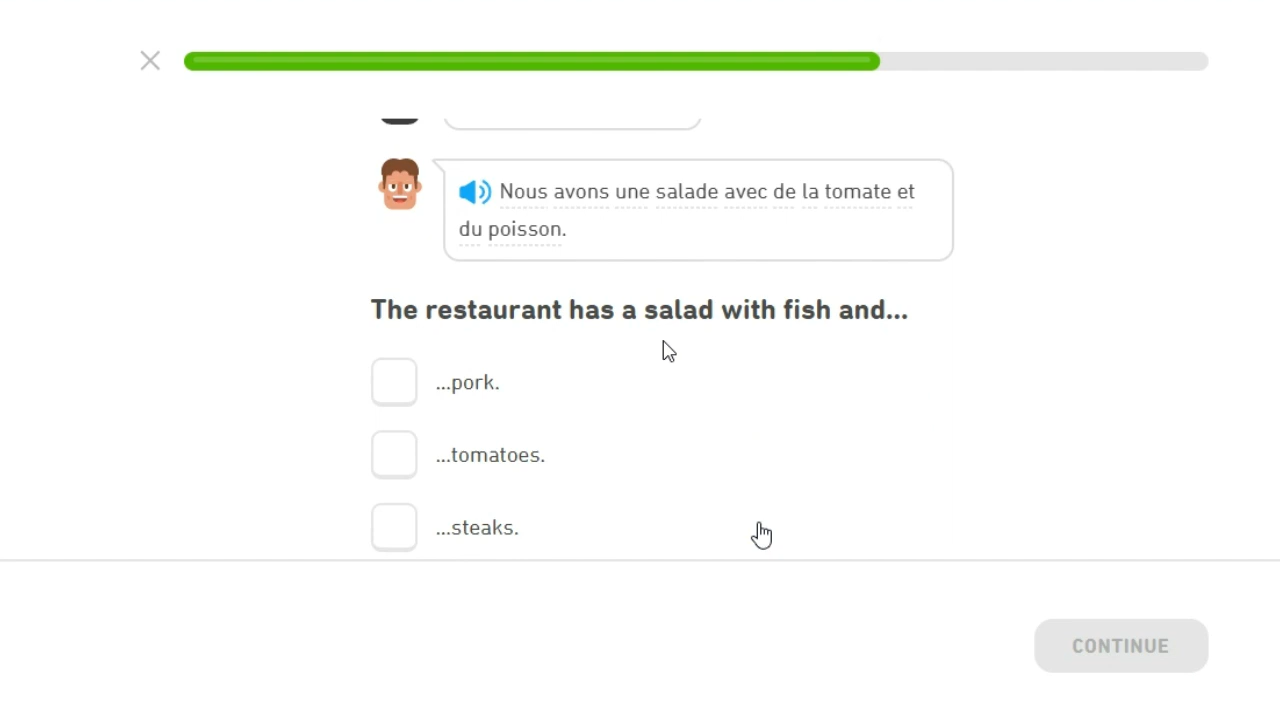 Nous avons une salade avec de la tomate et
du poisson.
The restaurant has a salad with fish and...
...pork.
...tomatoes.
...steaks.
CONTINUE